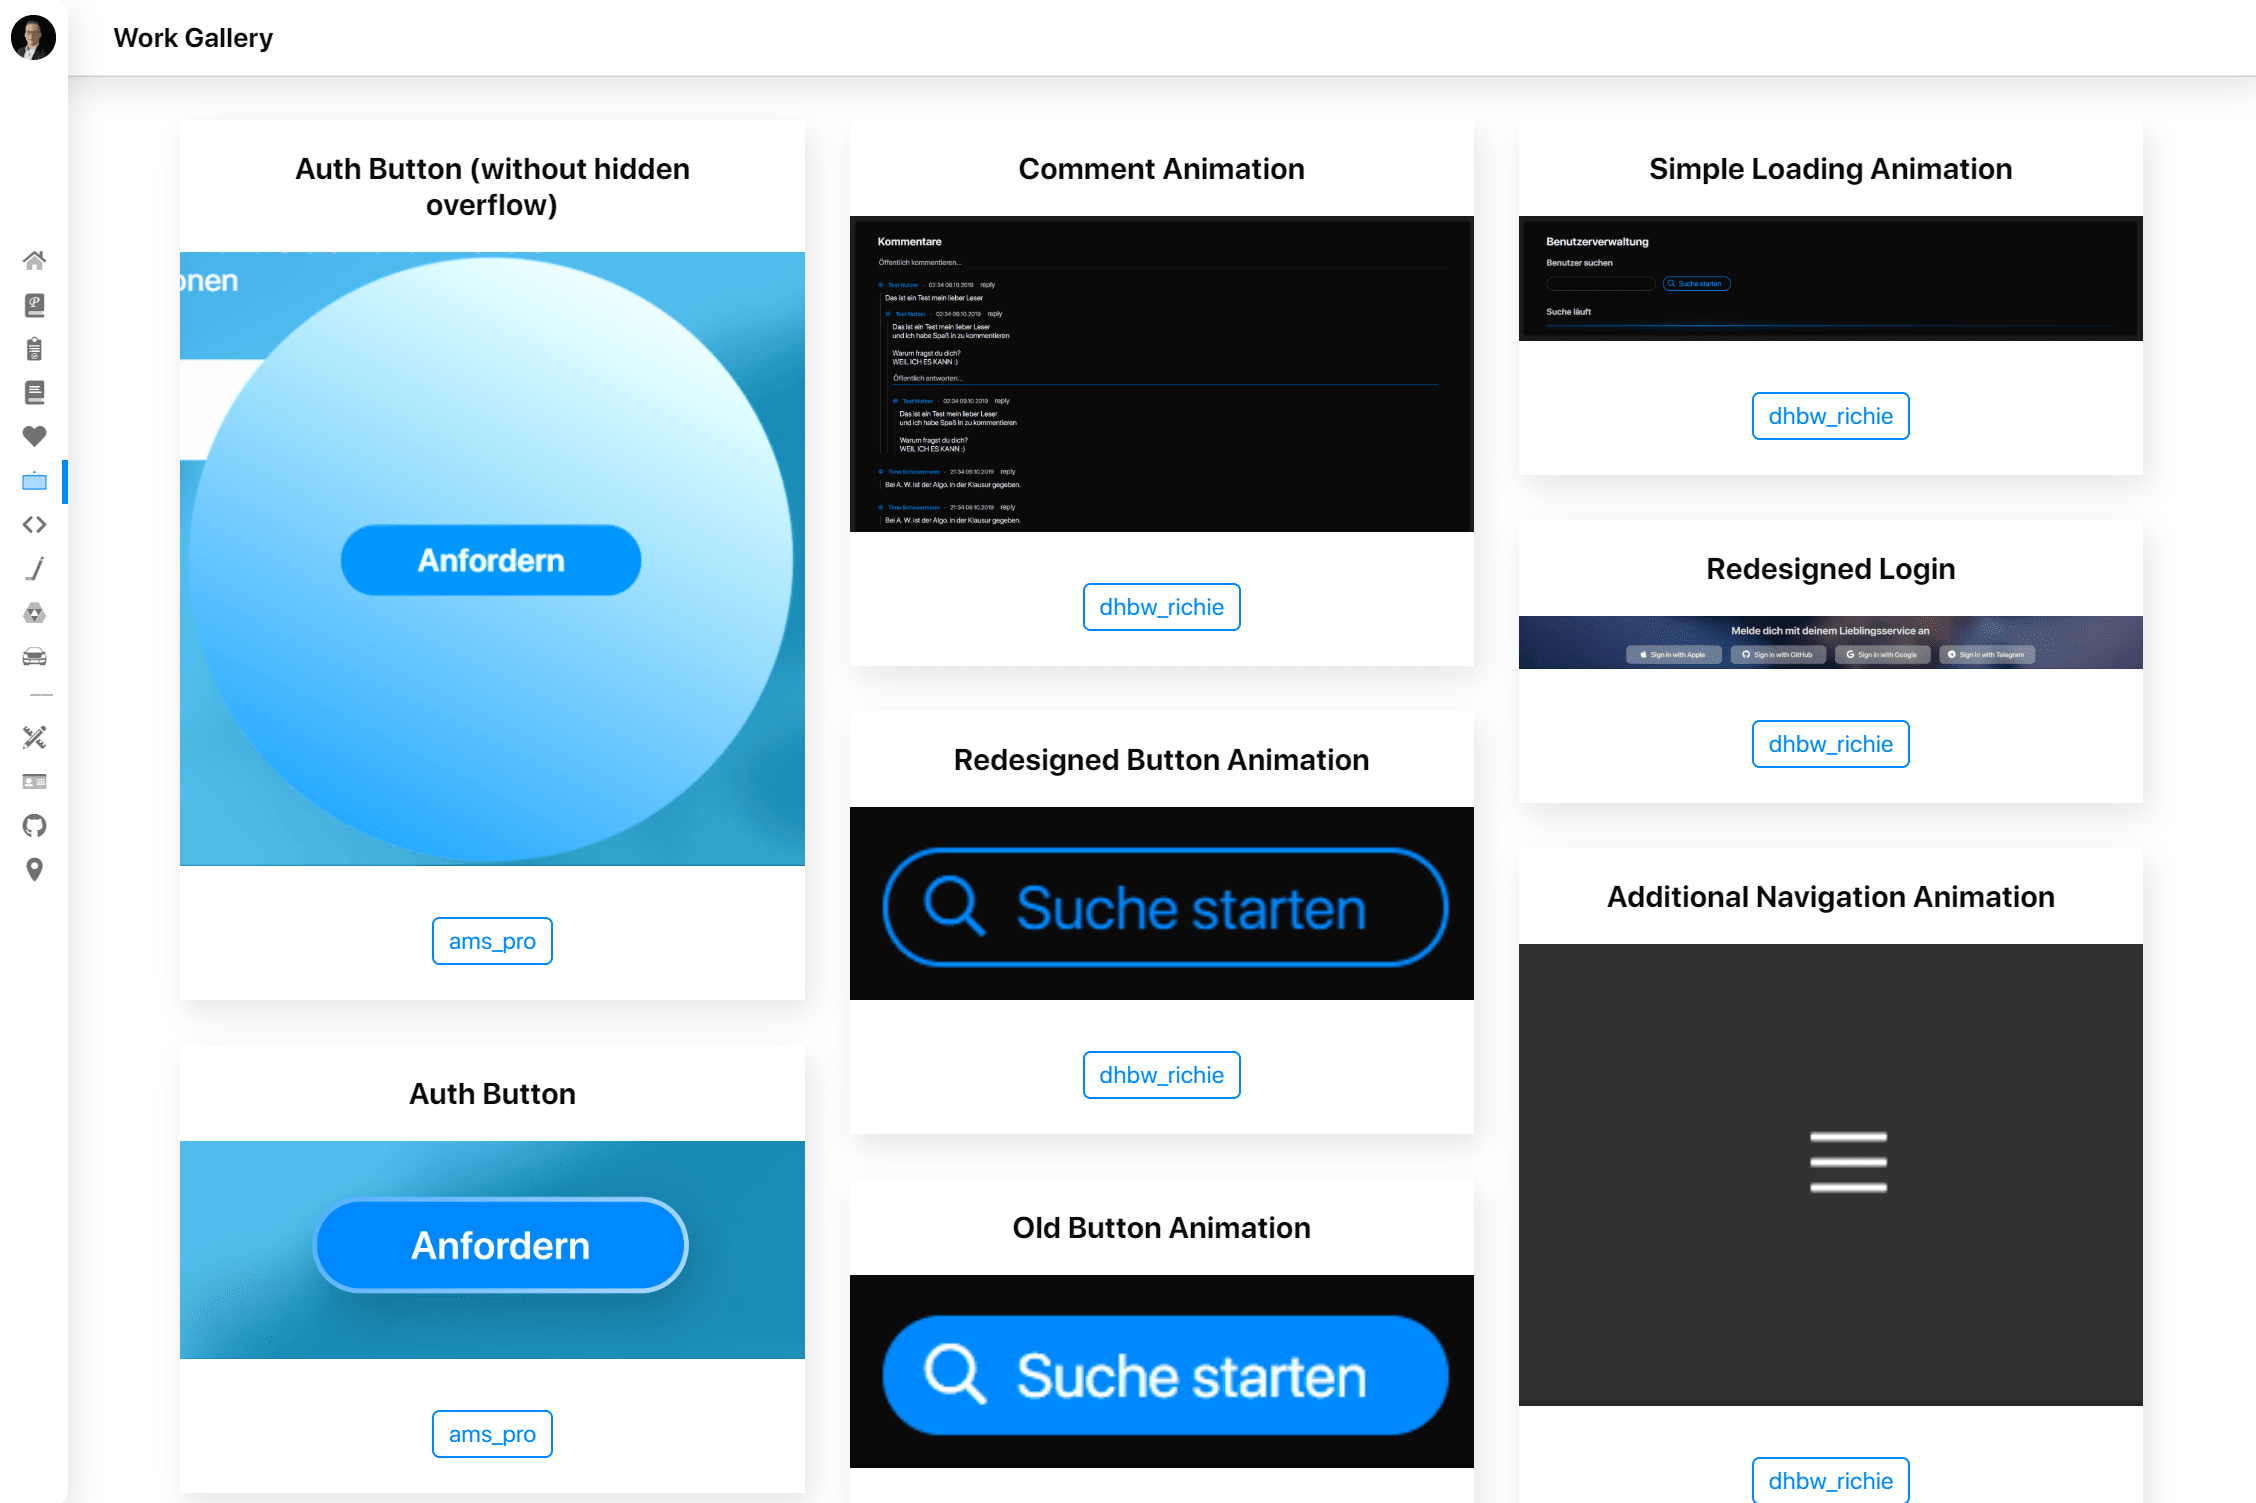 Work Gallery
Auth Button (without hidden
overflow)
onen
Anfordern
ams_pro
Auth Button
Anfordern
ams_pro
Comment Animation
Kommentare
Öffentlich kommentieren...
Test Nutzer - 02:34 09.10.2019 reply
Das ist ein Test mein lieber Leser
Test Nutzer - 02:34 09.10.2019 reply
Das ist ein Test mein lieber Leser
und ich habe Spaß in zu kommentieren
Warum fragst du dich?
WEIL ICH ES KANN :)
Öffentlich antworten...
Test Nutzer - 02:34 09.10.2019 reply
Das ist ein Test mein lieber Leser
und ich habe Spaß in zu kommentieren
Warum fragst du dich?
WEIL ICH ES KANN :)
Timo Scheuermann - 21:34 09.10.2019 reply
Bei A. W. ist der Algo. in der Klausur gegeben.
Timo Scheuermann - 21:34 09.10.2019 reply
Bei A. W. ist der Algo. in der Klausur gegeben.
dhbw_richie
Redesigned Button Animation
Suche starten
dhbw_richie
Old Button Animation
Suche starten
Simple Loading Animation
Benutzerverwaltung
Benutzer suchen
Suche starten
Suche läuft
dhbw_richie
Redesigned Login
Melde dich mit deinem Lieblingsservice an
Sign in with Apple Sign in with GitHub Sign in with Google Sign in with Telegram
dhbw_richie
Additional Navigation Animation
dhbw_richie